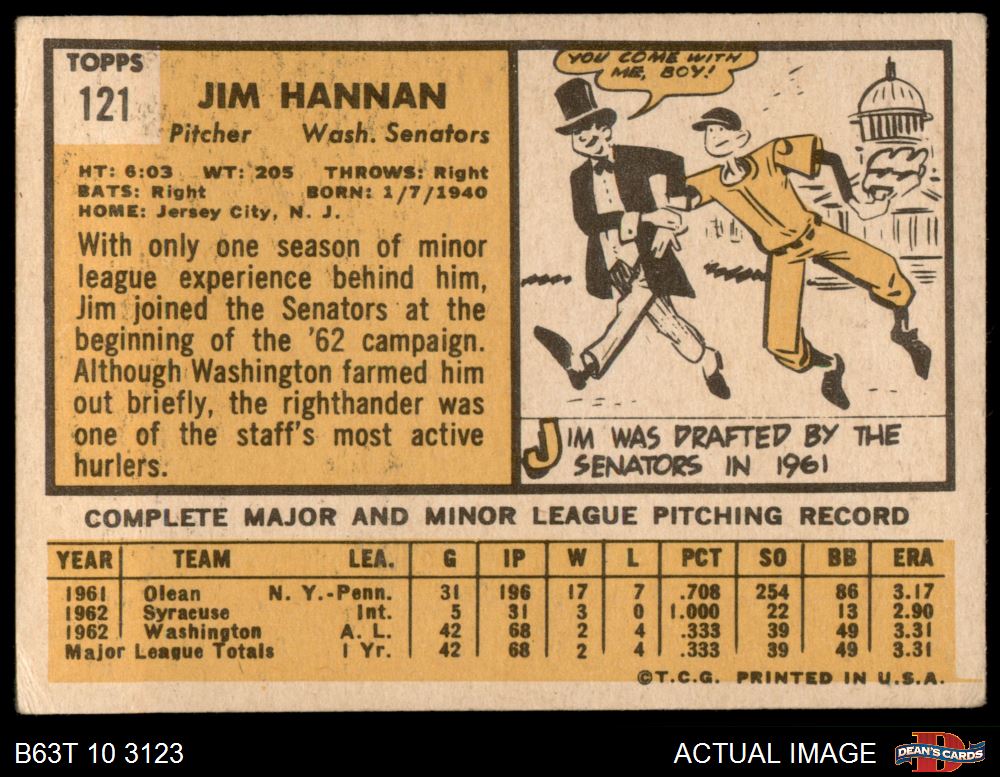 TOPPS
121
JIM HANNAN
Pitcher Wash. Senators
HT: 6:03 WT: 205 THROWS: Right
BATS: Right BORN: 1/7/1940
HOME: Jersey City, N. J.
With only one season of minor
league experience behind him,
Jim joined the Senators at the
beginning of the '62 campaign.
Although Washington farmed him
out briefly, the righthander was
one of the staff's most active
hurlers.
YOU COME WITH
ME, BOY!
JIM WAS DRAFTED BY THE
SENATORS IN 1961
COMPLETE MAJOR AND MINOR LEAGUE PITCHING RECORD
YEAR TEAM LEA. G IP W L PCT SO BB ERA
1961 Olean N. Y.-Penn. 31 196 17 7 .708 254 86 3.17
1962 Syracuse Int. 5 31 3 0 1.000 22 13 2.90
1962 Washington A. L. 42 68 2 4 .333 39 49 3.31
Major League Totals 1 Yr. 42 68 2 4 .333 39 49 3.31
©T.C.G. PRINTED IN U.S.A.
B63T 10 3123
ACTUAL IMAGE
D
DEAN'S CARDS